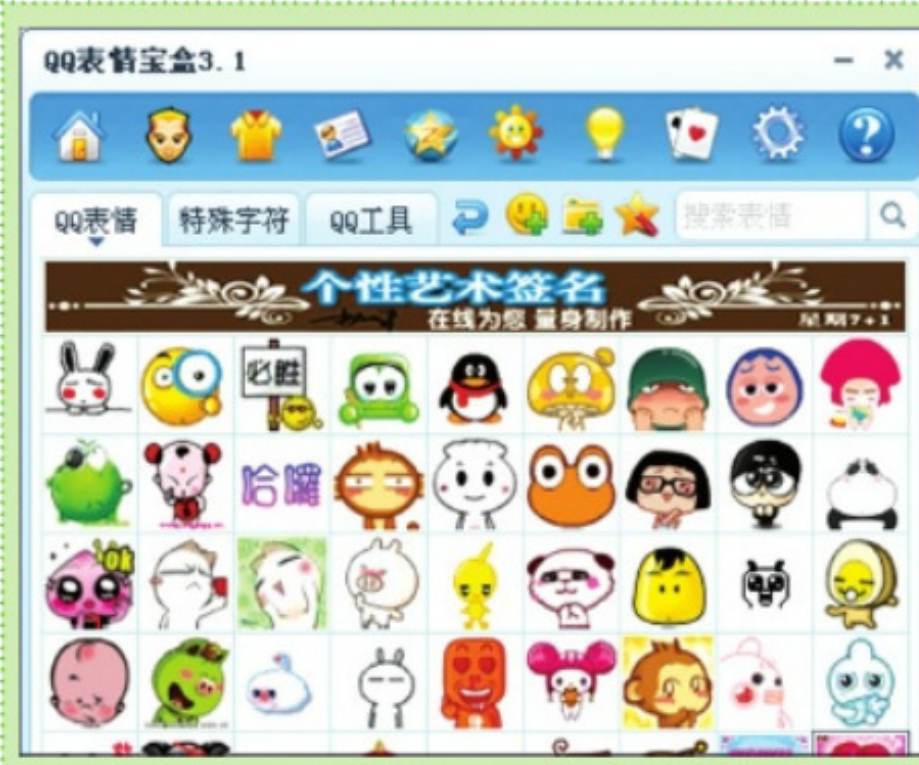 QQ表情宝盒3.1
QQ表情
特殊字符
QQ工具
搜索表情
个性艺术签名
在线为您 量身制作
星期7+1
必胜
哈囉
ok